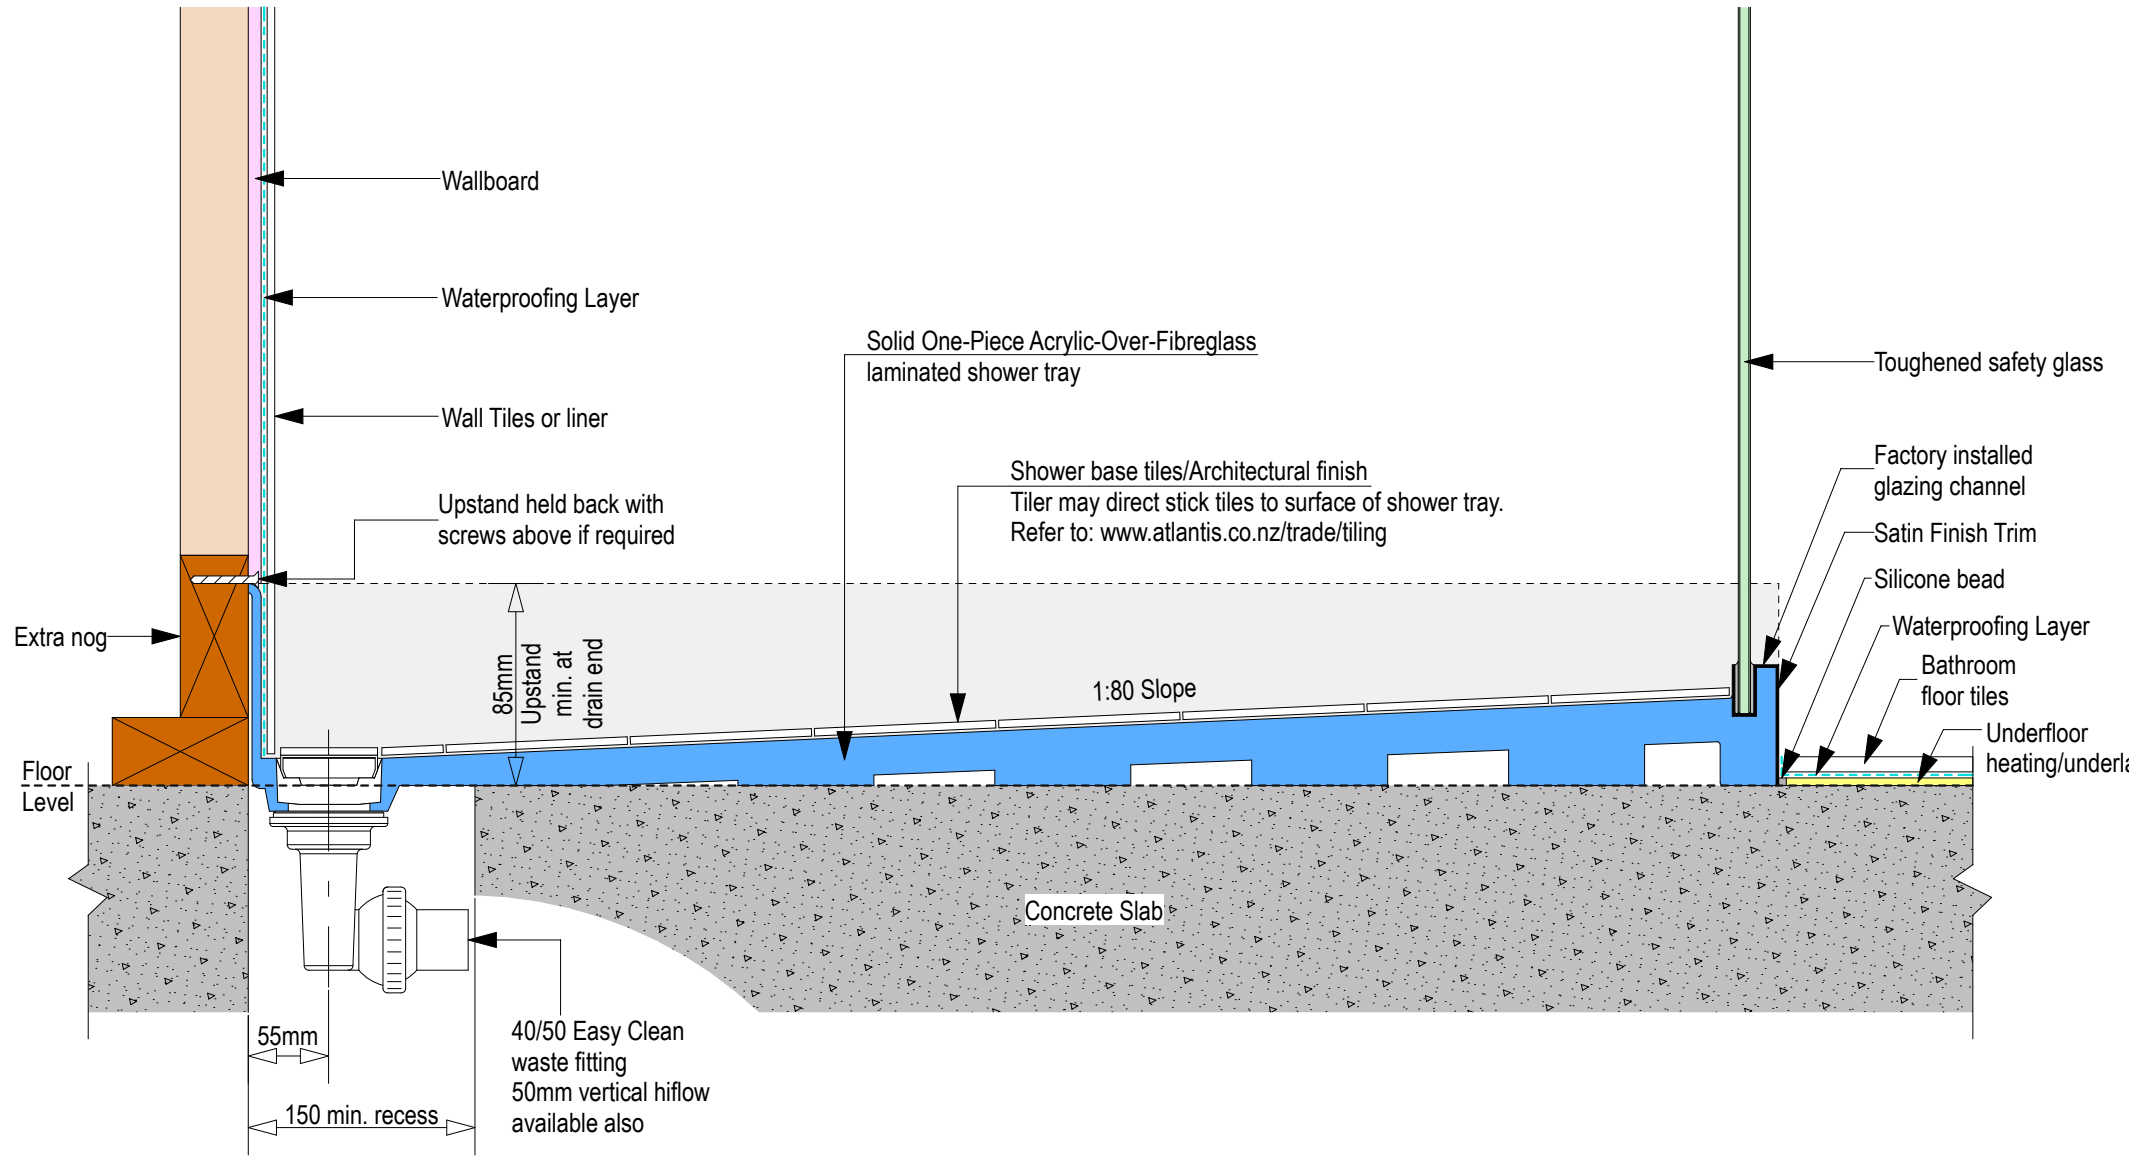 Wallboard
Waterproofing Layer
Wall Tiles or liner
Upstand held back with
screws above if required
Extra nog
Floor
Level
Solid One-Piece Acrylic-Over-Fibreglass
laminated shower tray
Shower base tiles/Architectural finish
Tiler may direct stick tiles to surface of shower tray.
Refer to: www.atlantis.co.nz/trade/tiling
85mm
Upstand
min. at
drain end
1:80 Slope
Toughened safety glass
Factory installed
glazing channel
Satin Finish Trim
Silicone bead
Waterproofing Layer
Bathroom
floor tiles
Underfloor
heating/underla
Concrete Slab
55mm
150 min. recess
40/50 Easy Clean
waste fitting
50mm vertical hiflow
available also